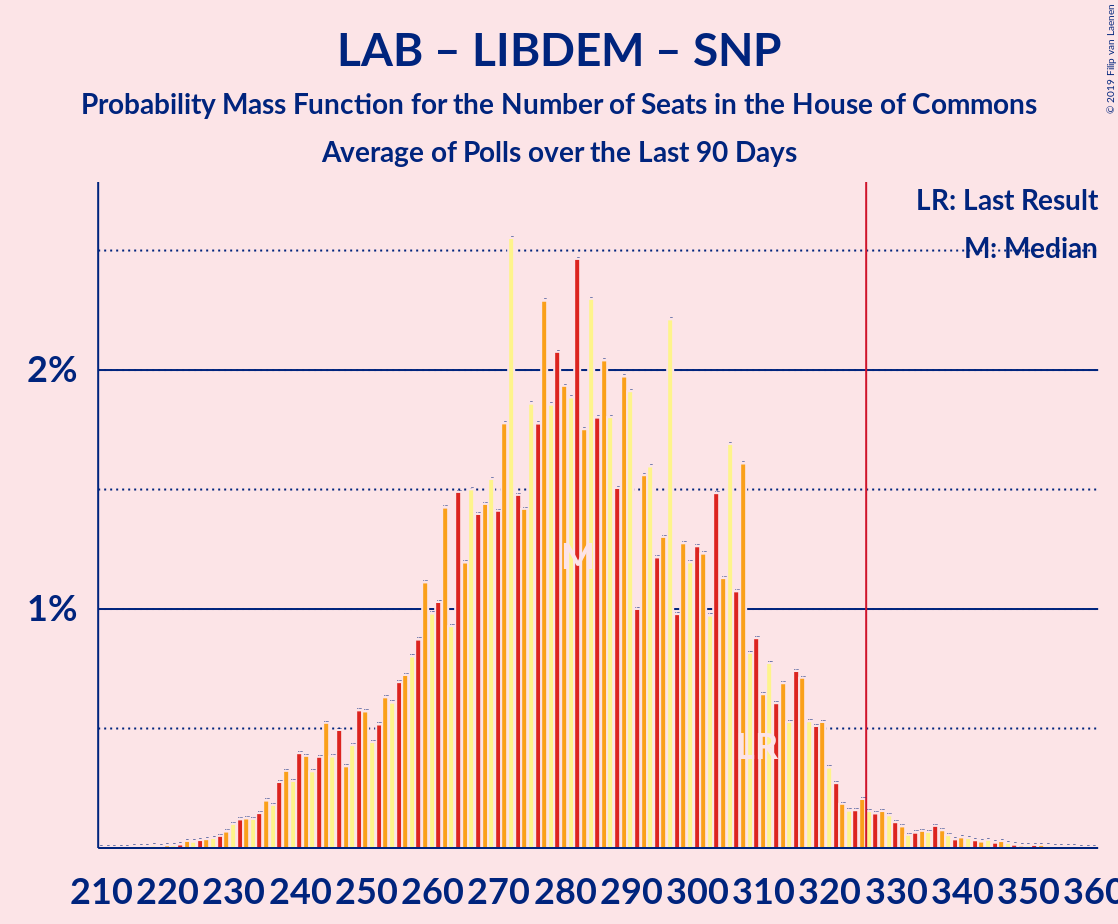 LAB – LIBDEM – SNP
Probability Mass Function for the Number of Seats in the House of Commons
Average of Polls over the Last 90 Days
© 2019 Filip van Laenen
LR: Last Result
M: Median
2%
1%
M
LR
210 220 230 240 250 260 270 280 290 300 310 320 330 340 350 360